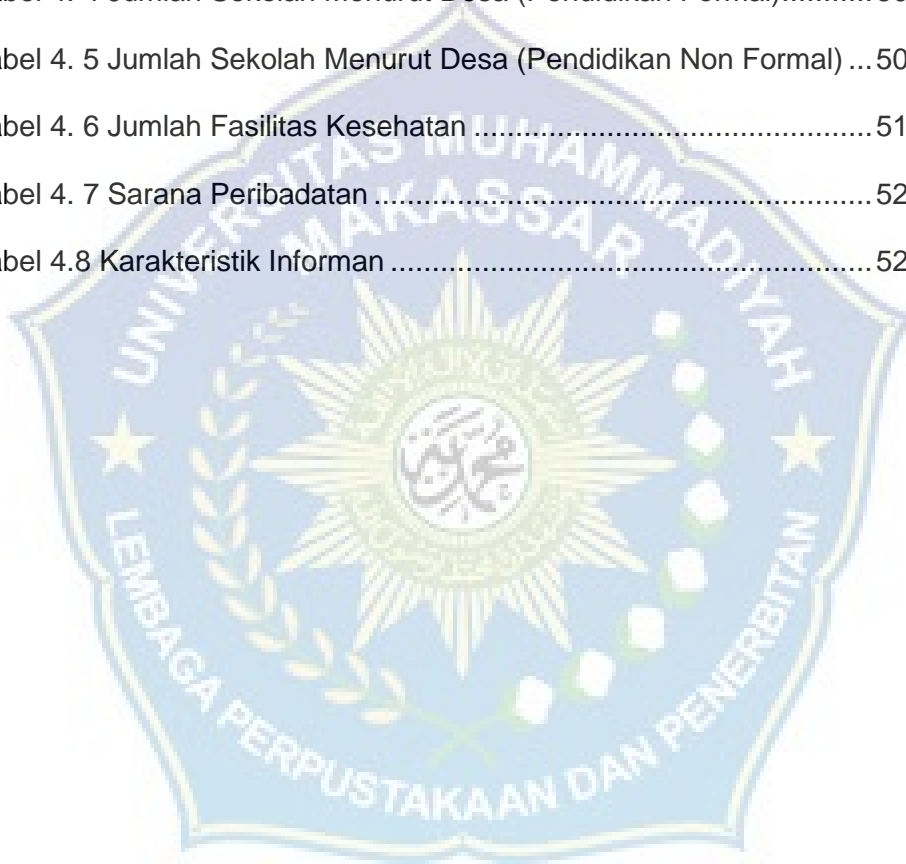 abel 4. 5 Jumlah Sekolah Menurut Desa (Pendidikan Non Formal) ... 50
abel 4. 6 Jumlah Fasilitas Kesehatan .......................................... 51
abel 4. 7 Sarana Peribadatan ..................................................... 52
abel 4.8 Karakteristik Informan ................................................... 52
UNIVERSITAS MUHAMMADIYAH
MAKASSAR
LEMBAGA PERPUSTAKAAN DAN PENERBITAN